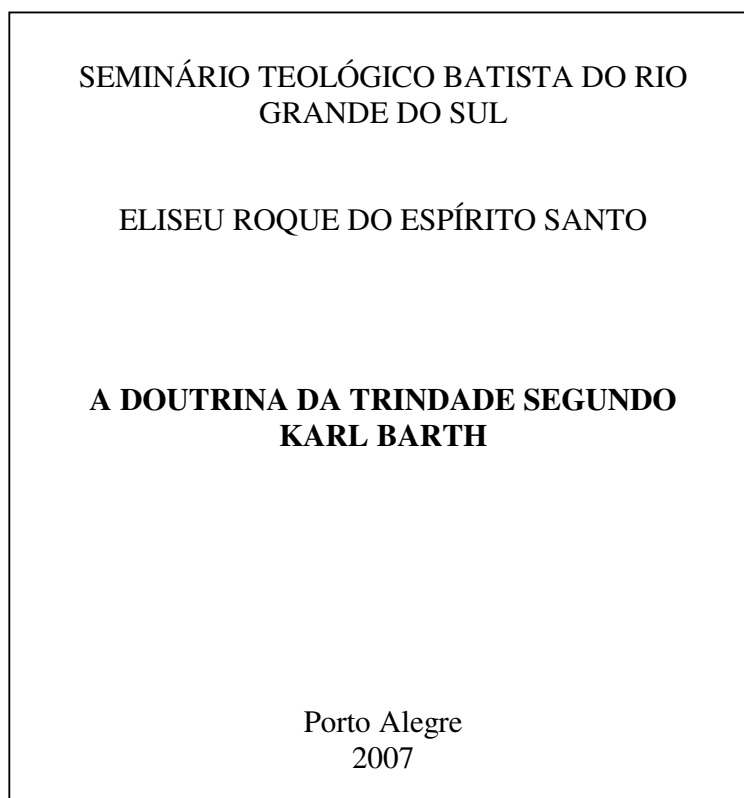 SEMINÁRIO TEOLÓGICO BATISTA DO RIO
GRANDE DO SUL
ELISEU ROQUE DO ESPÍRITO SANTO
A DOUTRINA DA TRINDADE SEGUNDO
KARL BARTH
Porto Alegre
2007